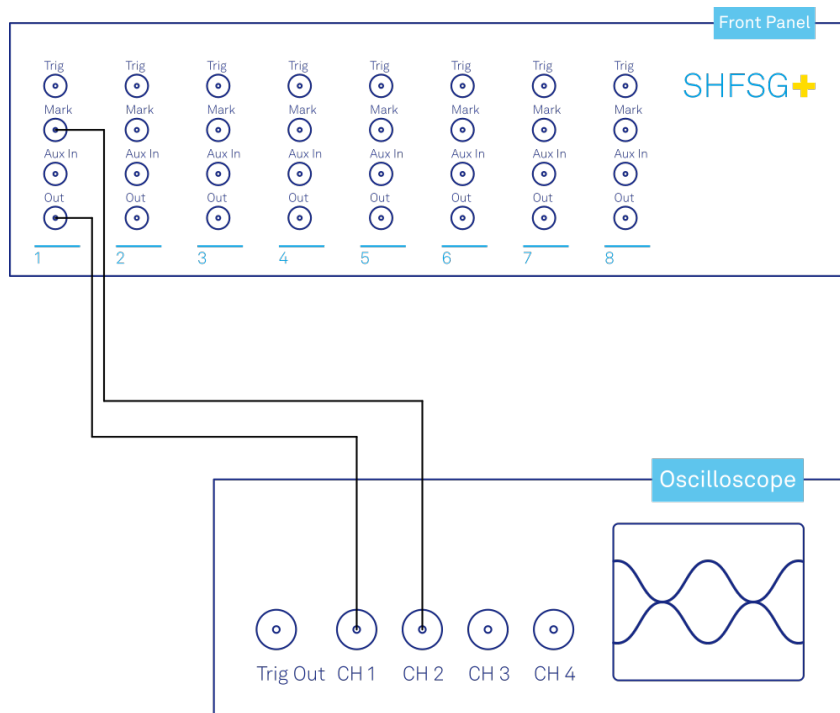 Front Panel
SHFSG+
Trig Trig Trig Trig Trig Trig Trig Trig
Mark Mark Mark Mark Mark Mark Mark Mark
Aux In Aux In Aux In Aux In Aux In Aux In Aux In Aux In
Out Out Out Out Out Out Out Out
1 2 3 4 5 6 7 8
Oscilloscope
Trig Out CH 1 CH 2 CH 3 CH 4